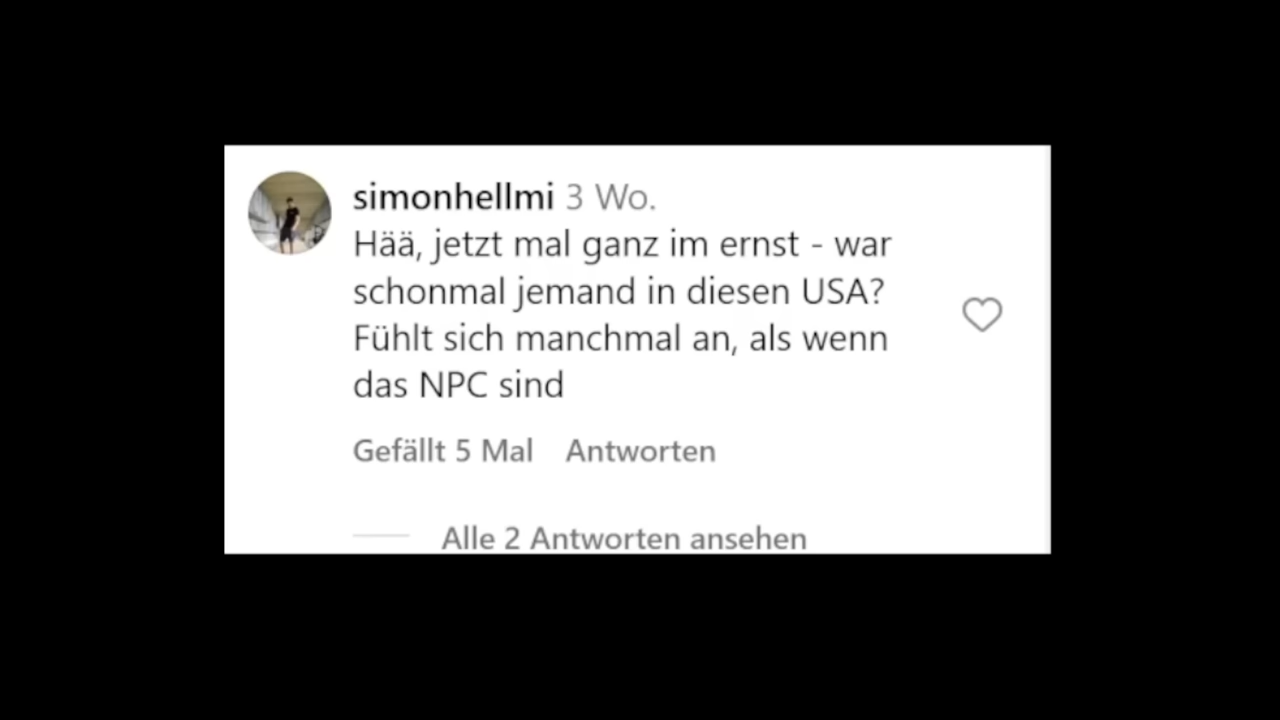 simonhellmi 3 Wo.
Hää, jetzt mal ganz im ernst - war
schonmal jemand in diesen USA?
Fühlt sich manchmal an, als wenn
das NPC sind
Gefällt 5 Mal Antworten
Alle 2 Antworten ansehen